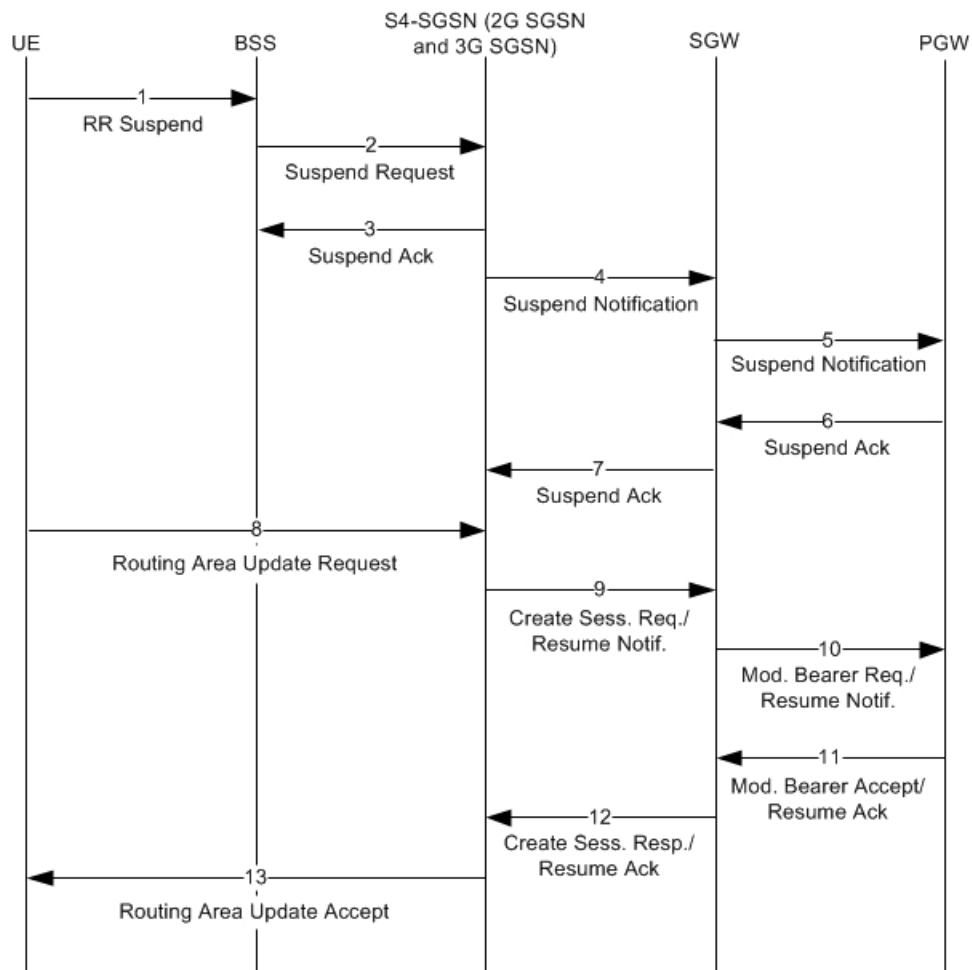 S4-SGSN (2G SGSN
and 3G SGSN)
UE
BSS
SGW
PGW
1
RR Suspend
2
Suspend Request
3
Suspend Ack
4
Suspend Notification
5
Suspend Notification
6
Suspend Ack
7
Suspend Ack
8
Routing Area Update Request
9
Create Sess. Req./
Resume Notif.
10
Mod. Bearer Req./
Resume Notif.
11
Mod. Bearer Accept/
Resume Ack
12
Create Sess. Resp./
Resume Ack
13
Routing Area Update Accept